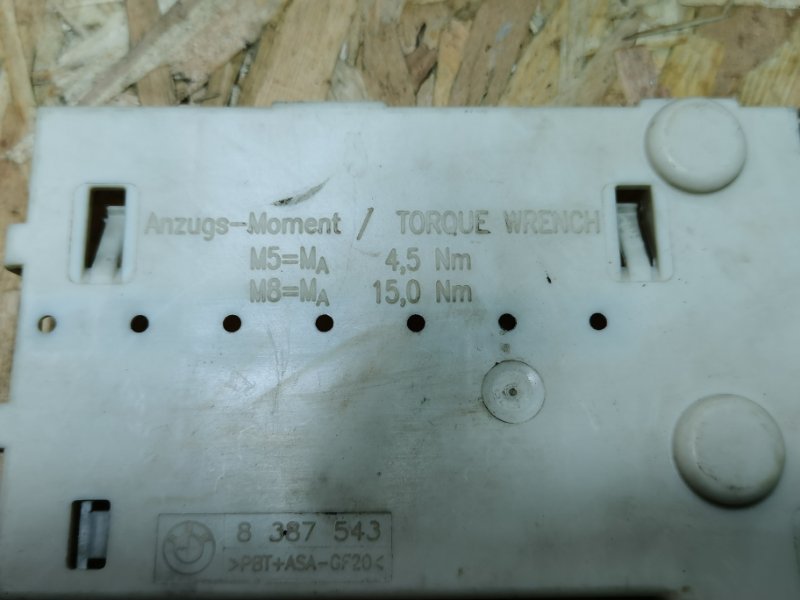 Anzugs-Moment / TORQUE WRENCH
M5=MA 4,5 Nm
M8=MA 15,0 Nm
8 387 543
>PBT+ASA-GF20<